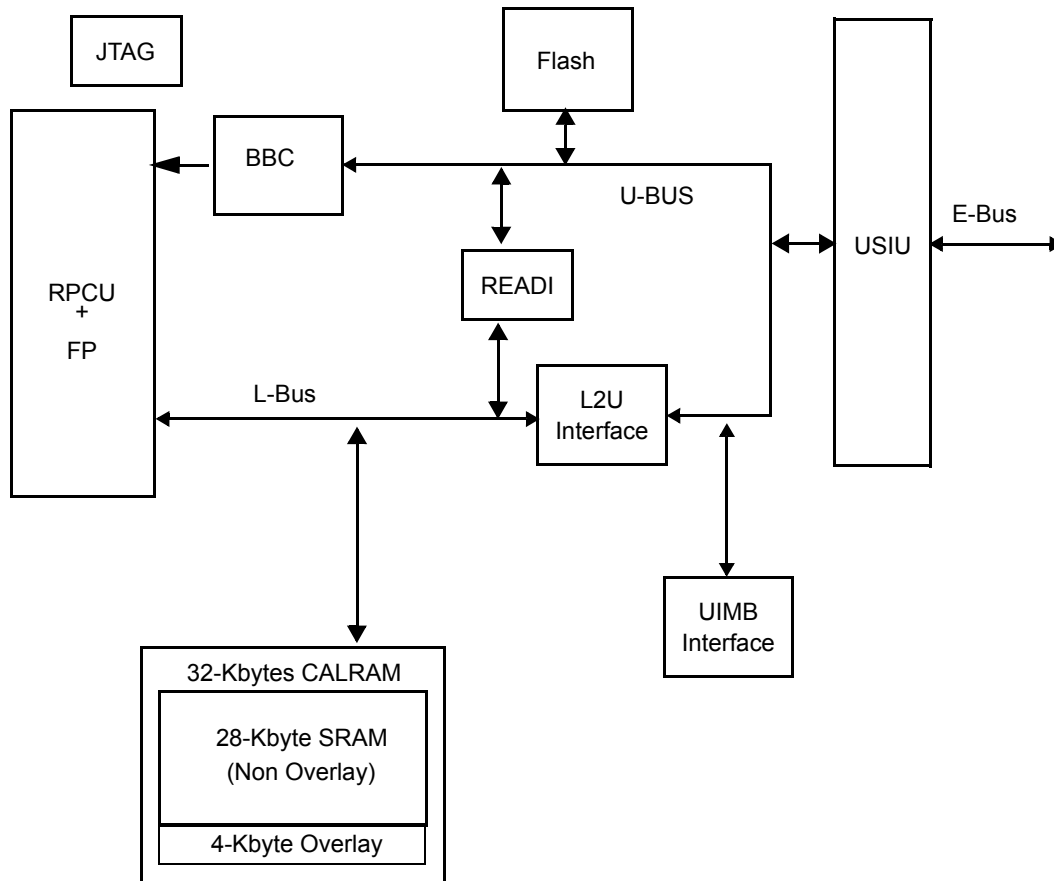 JTAG
Flash
BBC
U-BUS
E-Bus
USIU
READI
RPCU
+
FP
L-Bus
L2U
Interface
UIMB
Interface
32-Kbytes CALRAM
28-Kbyte SRAM
(Non Overlay)
4-Kbyte Overlay